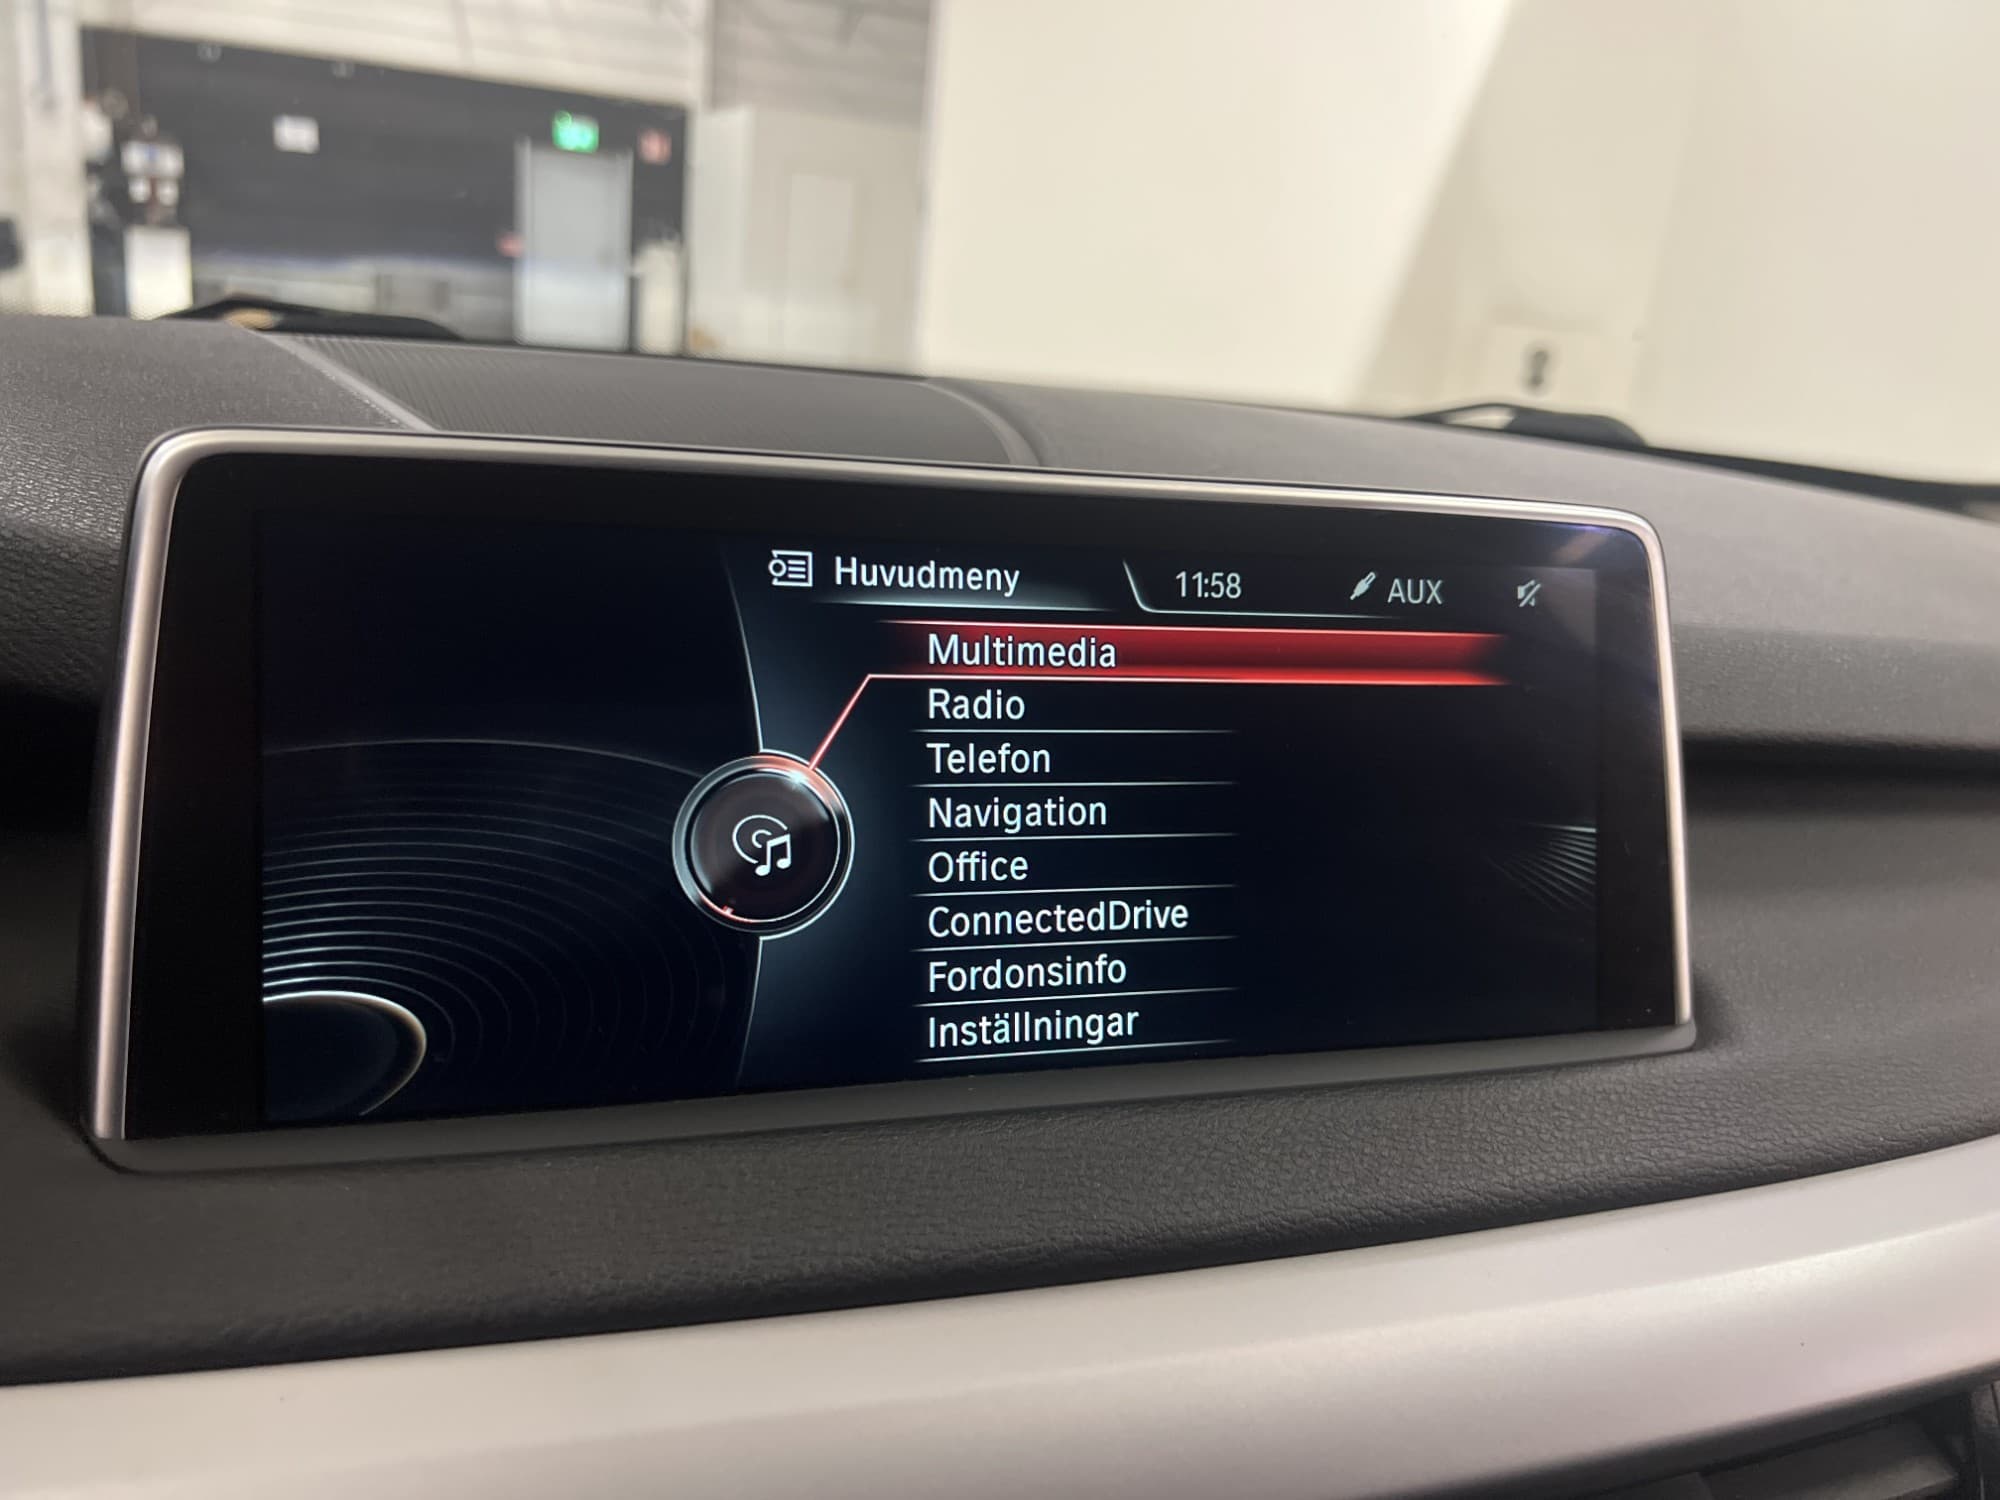 Huvudmeny
11:58
AUX
Multimedia
Radio
Telefon
Navigation
Office
ConnectedDrive
Fordonsinfo
Inställningar